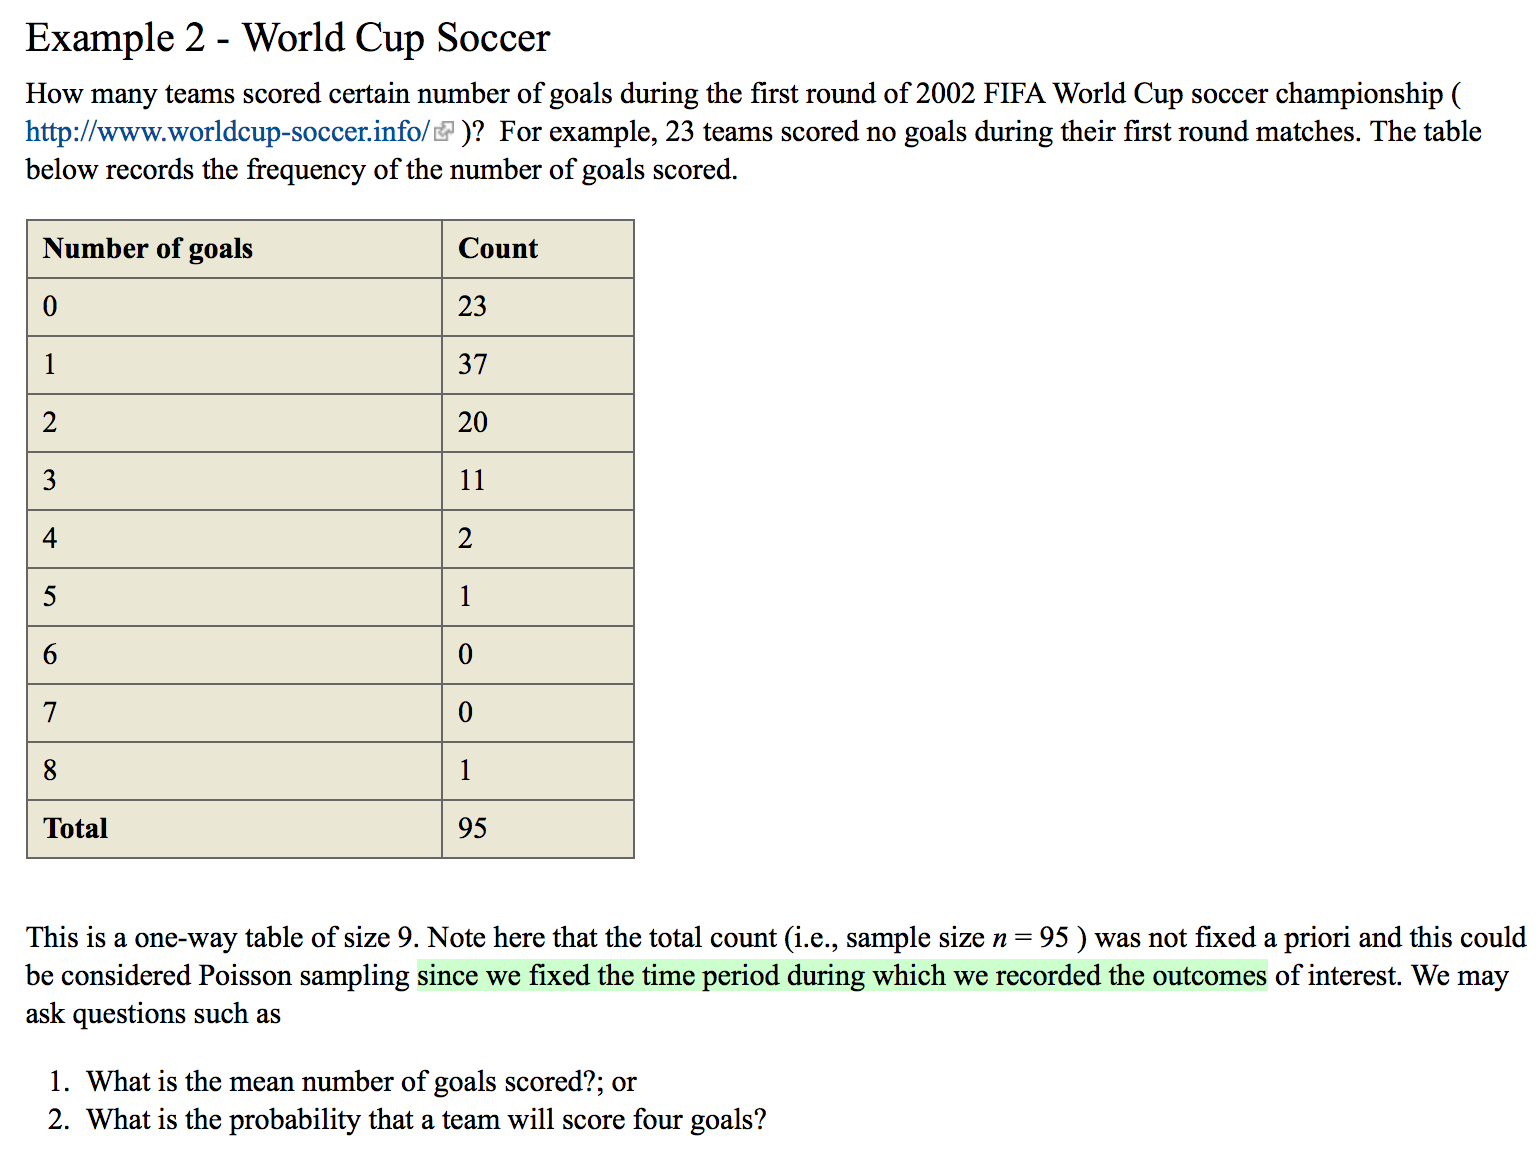 Example 2 - World Cup Soccer
How many teams scored certain number of goals during the first round of 2002 FIFA World Cup soccer championship (
http://www.worldcup-soccer.info/ )? For example, 23 teams scored no goals during their first round matches. The table
below records the frequency of the number of goals scored.
Number of goals Count
0 23
1 37
2 20
3 11
4 2
5 1
6 0
7 0
8 1
Total 95
This is a one-way table of size 9. Note here that the total count (i.e., sample size n = 95 ) was not fixed a priori and this could
be considered Poisson sampling since we fixed the time period during which we recorded the outcomes of interest. We may
ask questions such as
1. What is the mean number of goals scored?; or
2. What is the probability that a team will score four goals?